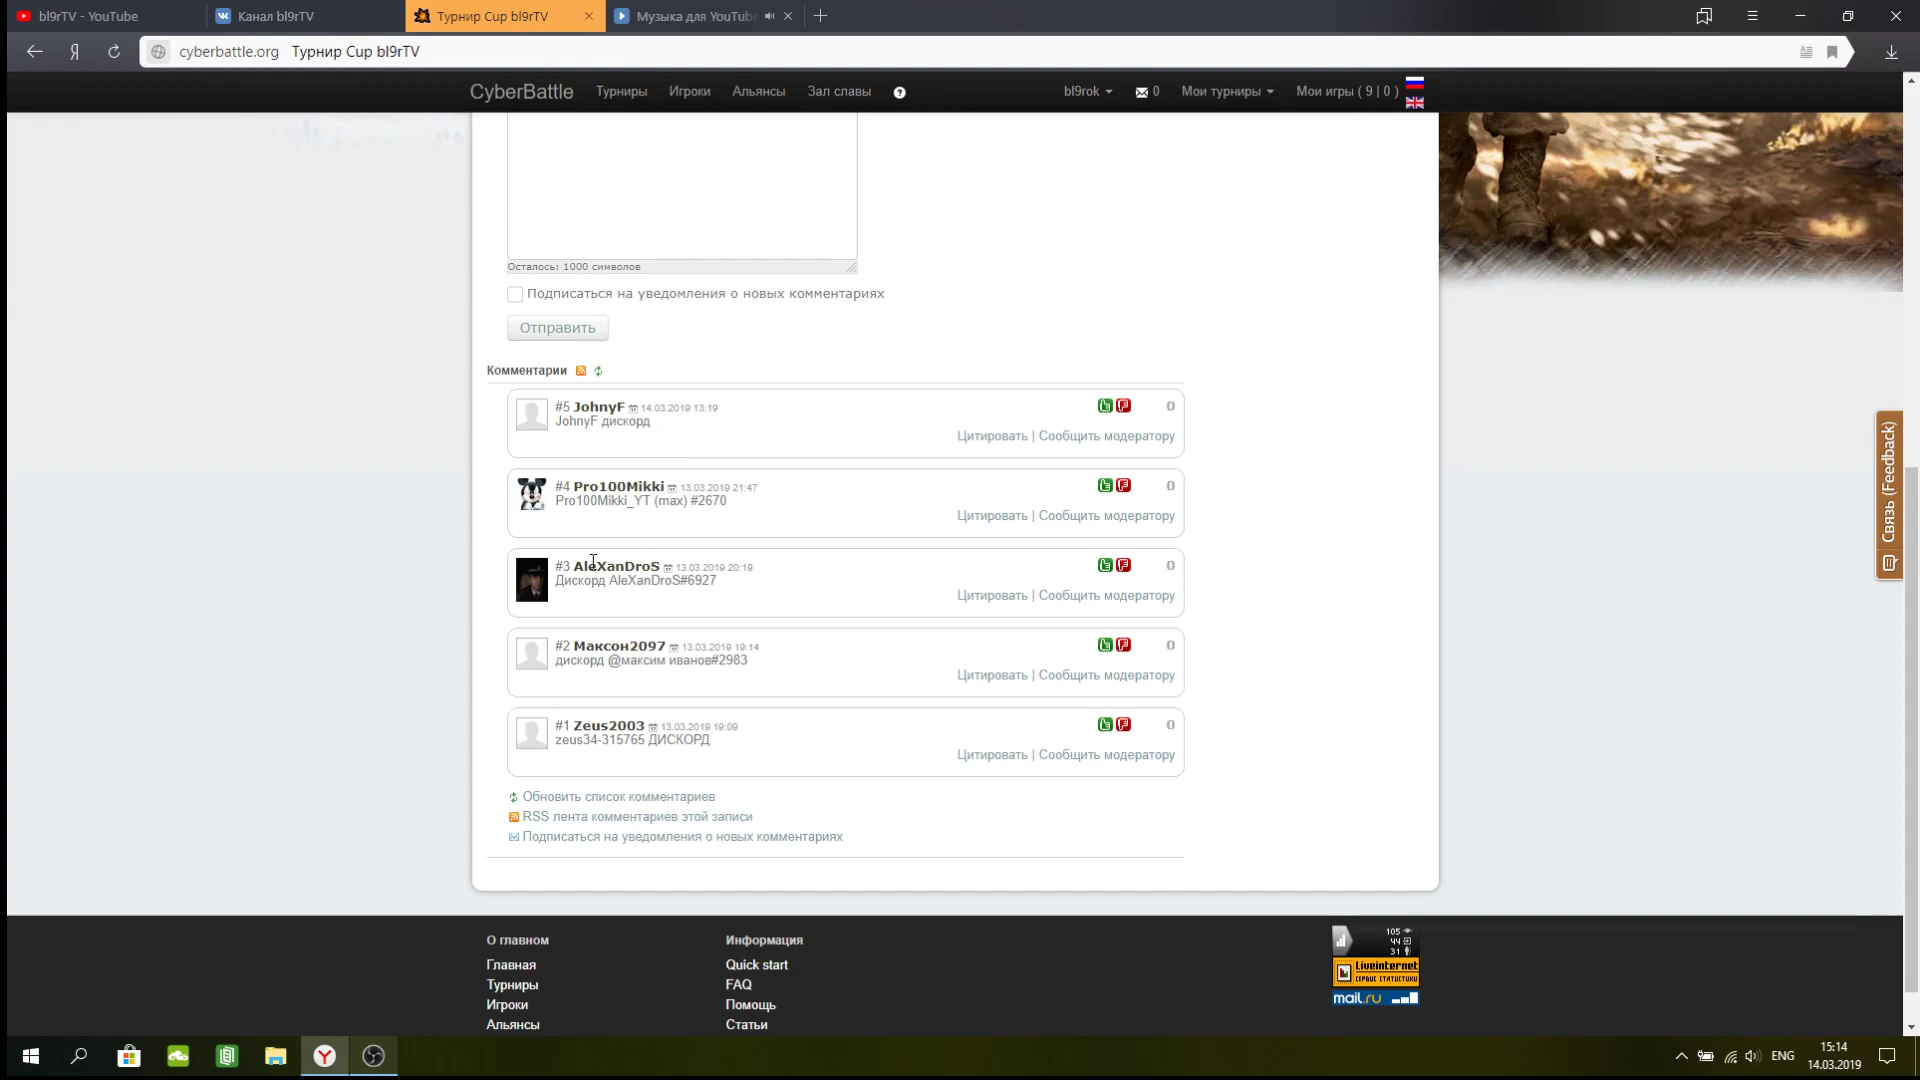 bl9rTV - YouTube
Канал bl9rTV
Турнир Cup bl9rTV
Музыка для YouTube
cyberbattle.org Турнир Cup bl9rTV
CyberBattle Турниры Игроки Альянсы Зал славы
bl9rok 0 Мои турниры Мои игры ( 9 | 0 )
Осталось: 1000 символов
Подписаться на уведомления о новых комментариях
Отправить
Комментарии
#5 JohnyF 14.03.2019 13:19 0
JohnyF дискорд
Цитировать | Сообщить модератору
#4 Pro100Mikki 13.03.2019 21:47 0
Pro100Mikki_YT (max) #2670
Цитировать | Сообщить модератору
#3 AleXanDroS 13.03.2019 20:19 0
Дискорд AleXanDroS#6927
Цитировать | Сообщить модератору
#2 Максон2097 13.03.2019 19:14 0
дискорд @максим иванов#2983
Цитировать | Сообщить модератору
#1 Zeus2003 13.03.2019 19:09 0
zeus34-315765 ДИСКОРД
Цитировать | Сообщить модератору
Обновить список комментариев
RSS лента комментариев этой записи
Подписаться на уведомления о новых комментариях
Связь (Feedback)
О главном
Главная
Турниры
Игроки
Альянсы
Информация
Quick start
FAQ
Помощь
Статьи
105
44
31
Liveinternet
сервис статистики
mail.ru
ENG
15:14
14.03.2019